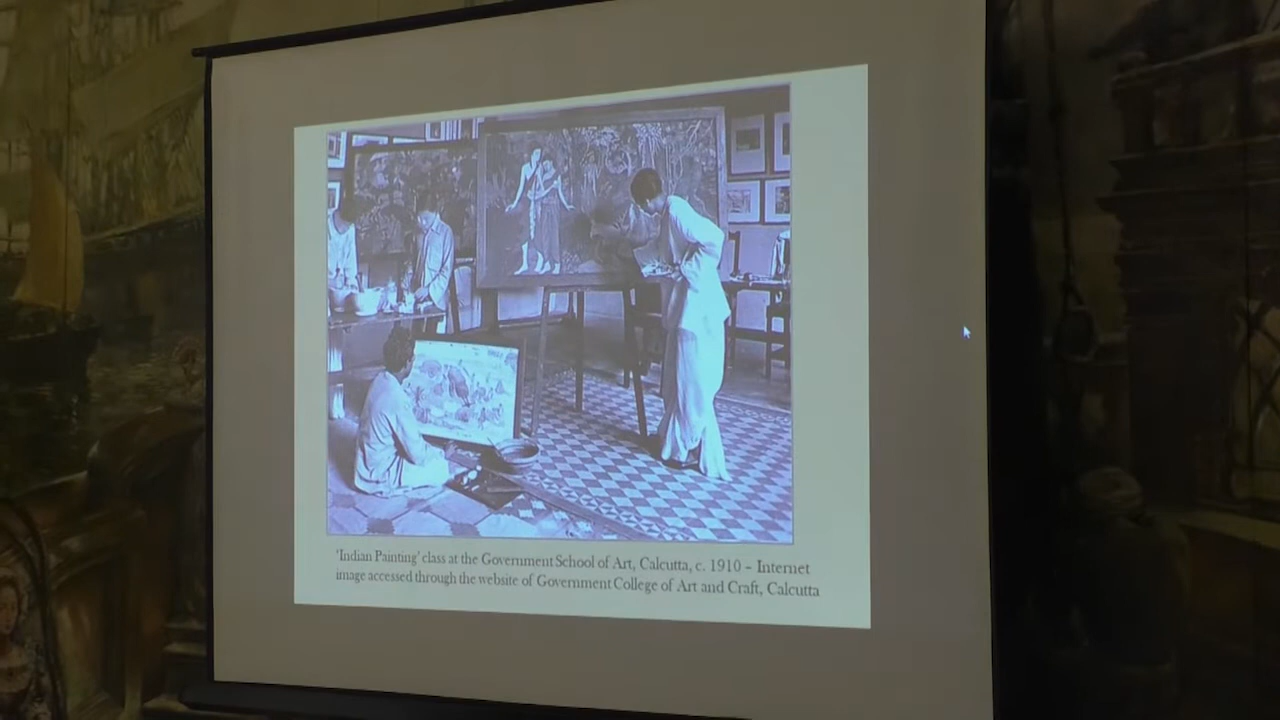 'Indian Painting' class at the Government School of Art, Calcutta, c. 1910 – Internet
image accessed through the website of Government College of Art and Craft, Calcutta